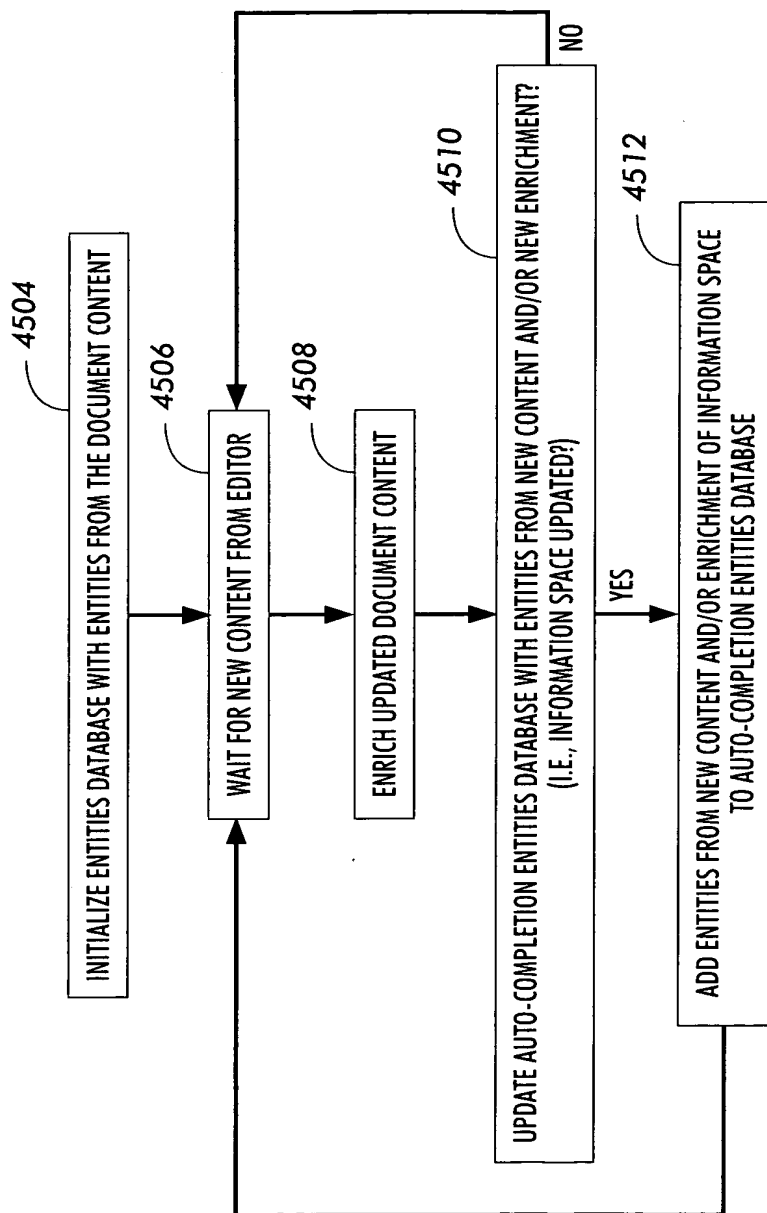 4504
INITIALIZE ENTITIES DATABASE WITH ENTITIES FROM THE DOCUMENT CONTENT
4506
WAIT FOR NEW CONTENT FROM EDITOR
4508
ENRICH UPDATED DOCUMENT CONTENT
4510
UPDATE AUTO-COMPLETION ENTITIES DATABASE WITH ENTITIES FROM NEW CONTENT AND/OR NEW ENRICHMENT?
(I.E., INFORMATION SPACE UPDATED?)
NO
YES
4512
ADD ENTITIES FROM NEW CONTENT AND/OR ENRICHMENT OF INFORMATION SPACE
TO AUTO-COMPLETION ENTITIES DATABASE